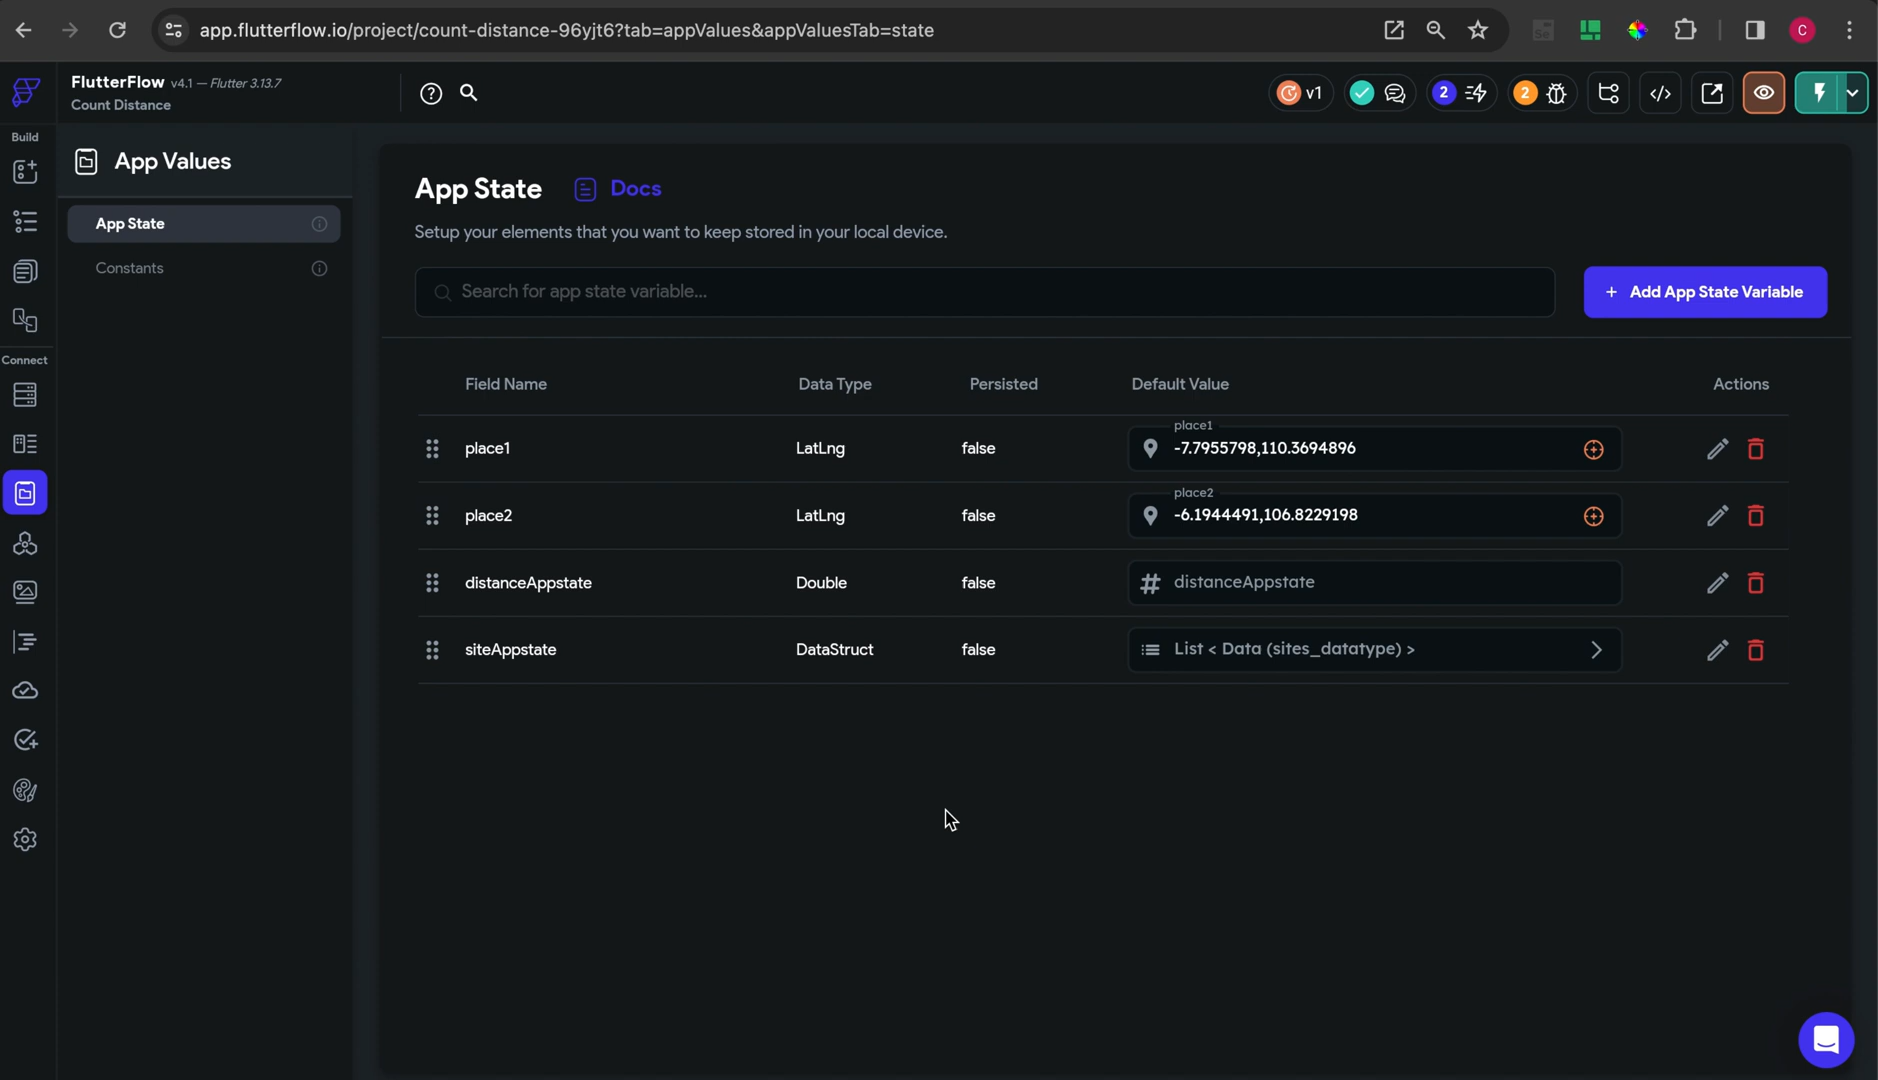 app.flutterflow.io/project/count-distance-96yjt6?tab=appValues&appValuesTab=state
C
FlutterFlow v4.1 — Flutter 3.13.7
Count Distance
v1
2
2
Build
Connect
App Values
App State
Constants
App State
Docs
Setup your elements that you want to keep stored in your local device.
Search for app state variable...
+ Add App State Variable
Field Name Data Type Persisted Default Value Actions
place1
place1 LatLng false -7.7955798,110.3694896
place2
place2 LatLng false -6.1944491,106.8229198
distanceAppstate Double false # distanceAppstate
siteAppstate DataStruct false List < Data (sites_datatype) >